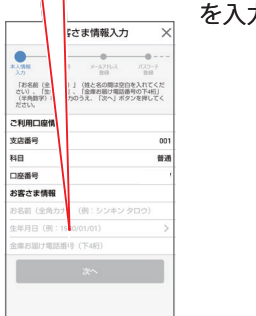 を入
さま情報入力
本人情報
入力
メールアドレス
登録
パスワード
登録
「お名前（全
」（姓と名の間は空白を入れてくだ
さい）、「生
、「金庫お届け電話番号の下4桁」
（半角数字）
力のうえ、「次へ」ボタンを押してく
ださい。
ご利用口座情
支店番号 001
科目 普通
口座番号
お客さま情報
お名前（全角カナ （例：シンキン タロウ）
生年月日（例：19 0/01/01）
金庫お届け電話番号（下4桁）
次へ